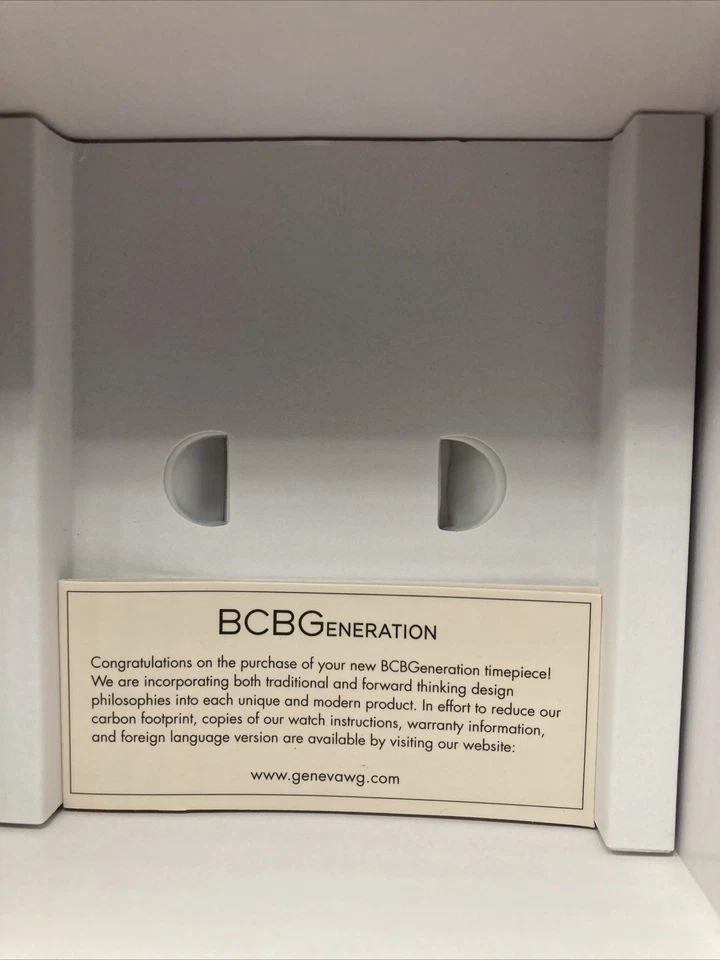 BCBGENERATION
Congratulations on the purchase of your new BCBGeneration timepiece!
We are incorporating both traditional and forward thinking design
philosophies into each unique and modern product. In effort to reduce our
carbon footprint, copies of our watch instructions, warranty information,
and foreign language version are available by visiting our website:
www.genevawg.com